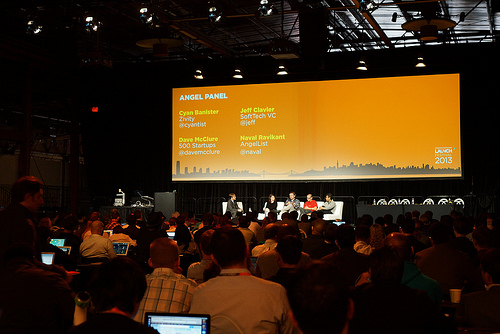 ANGEL PANEL
Cyan Banister
Zivity
@cyantist
Jeff Clavier
SoftTech VC
@jeff
Dave McClure
500 Startups
@davemcclure
Naval Ravikant
AngelList
@naval
LAUNCH
2013